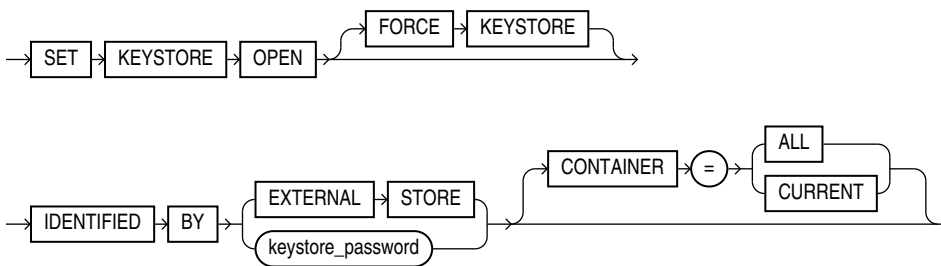 FORCE KEYSTORE
SET KEYSTORE OPEN
CONTAINER = ALL
CURRENT
IDENTIFIED BY EXTERNAL STORE
keystore_password